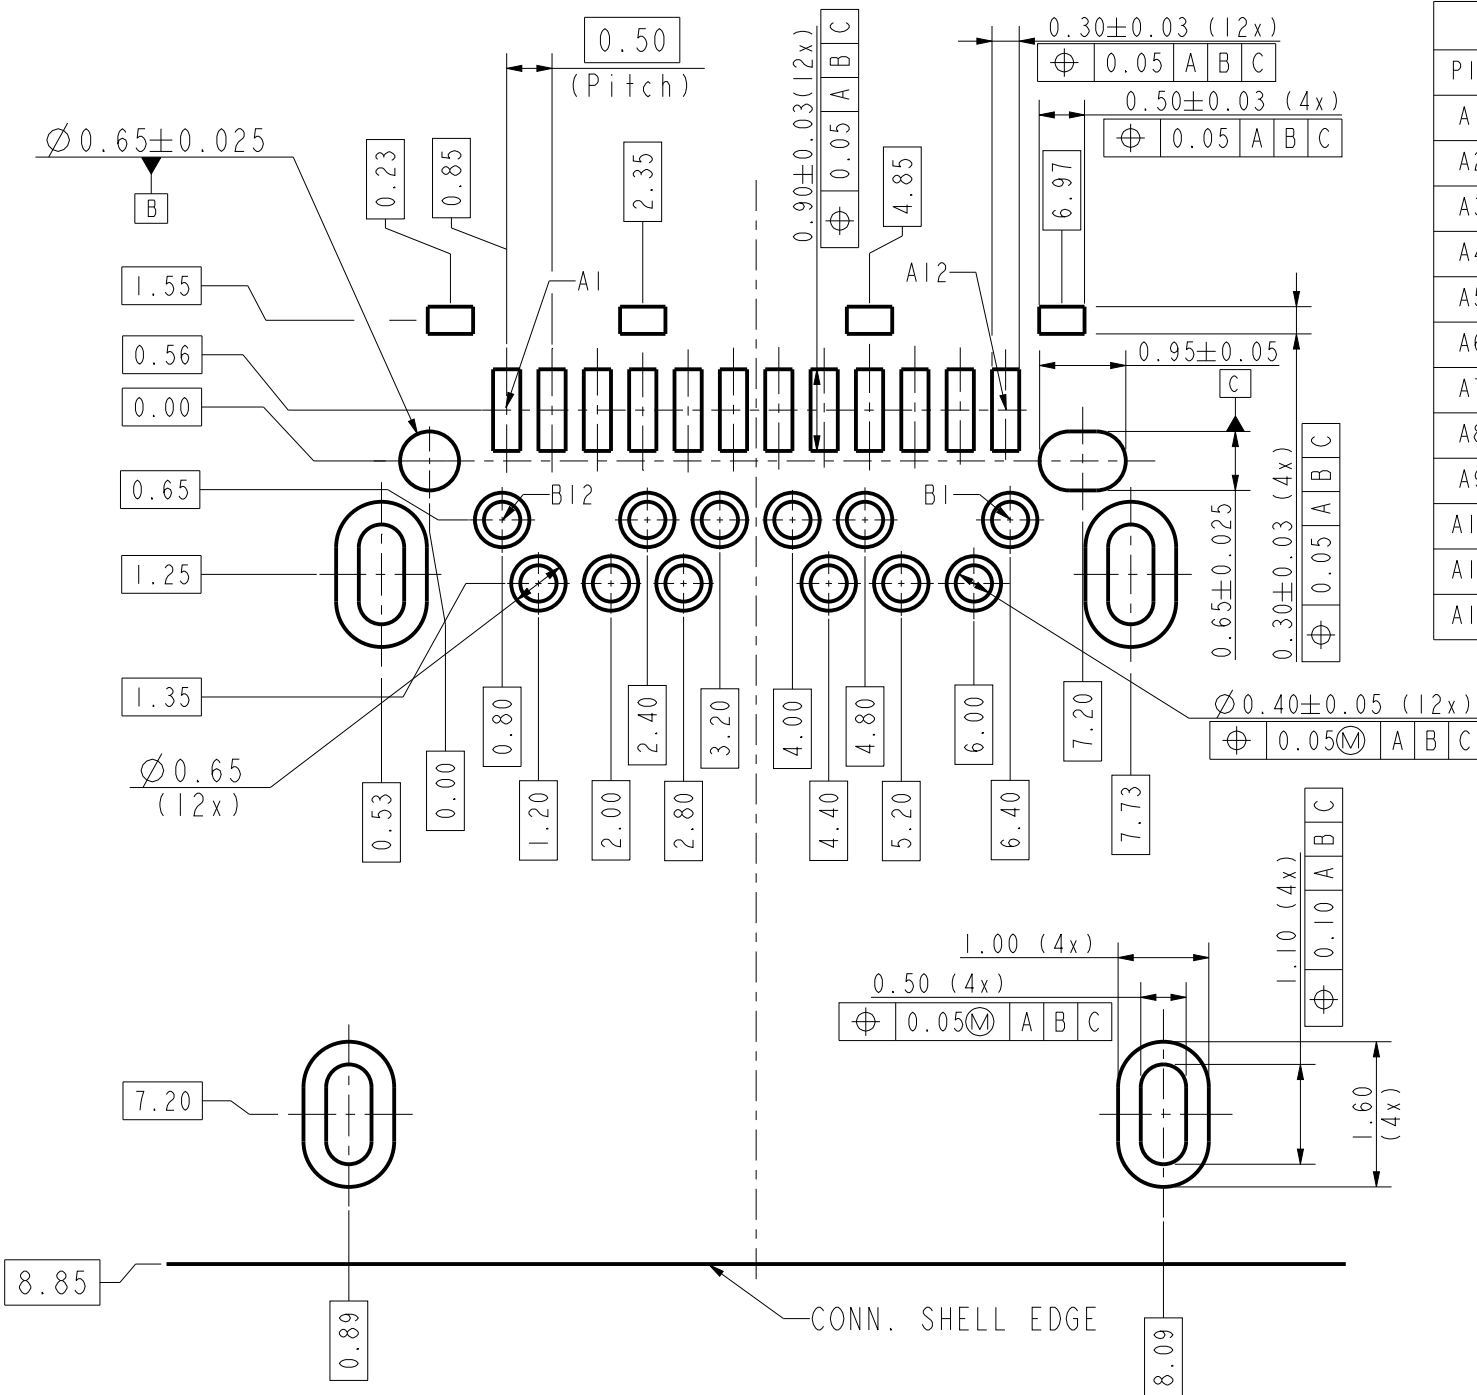 0.50
(Pitch)
0.30±0.03 (12x)
⌖ 0.05 A B C
0.50±0.03 (4x)
⌖ 0.05 A B C
0.90±0.03(12x)
⌖ 0.05 A B C
Ø0.65±0.025
B
0.23
0.85
2.35
4.85
6.97
1.55
A1
A12
0.56
0.95±0.05
C
0.00
0.65
B12
B1
0.65±0.025
0.30±0.03 (4x)
⌖ 0.05 A B C
1.25
1.35
Ø0.65
(12x)
0.80
2.40
3.20
4.00
4.80
6.00
7.20
Ø0.40±0.05 (12x)
⌖ 0.05Ⓜ A B C
0.53
0.00
1.20
2.00
2.80
4.40
5.20
6.40
7.73
1.00 (4x)
0.50 (4x)
⌖ 0.05Ⓜ A B C
1.10 (4x)
⌖ 0.10 A B C
1.60
(4x)
7.20
8.85
0.89
CONN. SHELL EDGE
8.09
A4
A6
A8